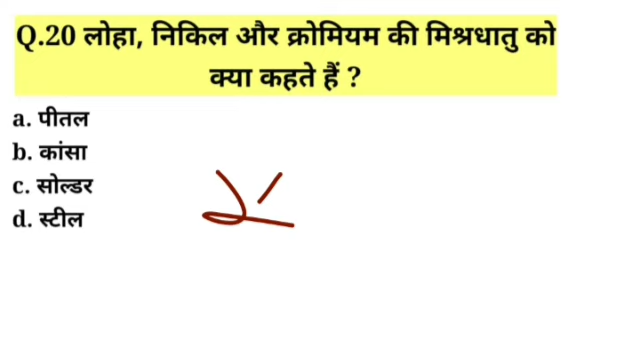 Q.20 लोहा, निकिल और क्रोमियम की मिश्रधातु को
क्या कहते हैं ?
a. पीतल
b. कांसा
c. सोल्डर
d. स्टील